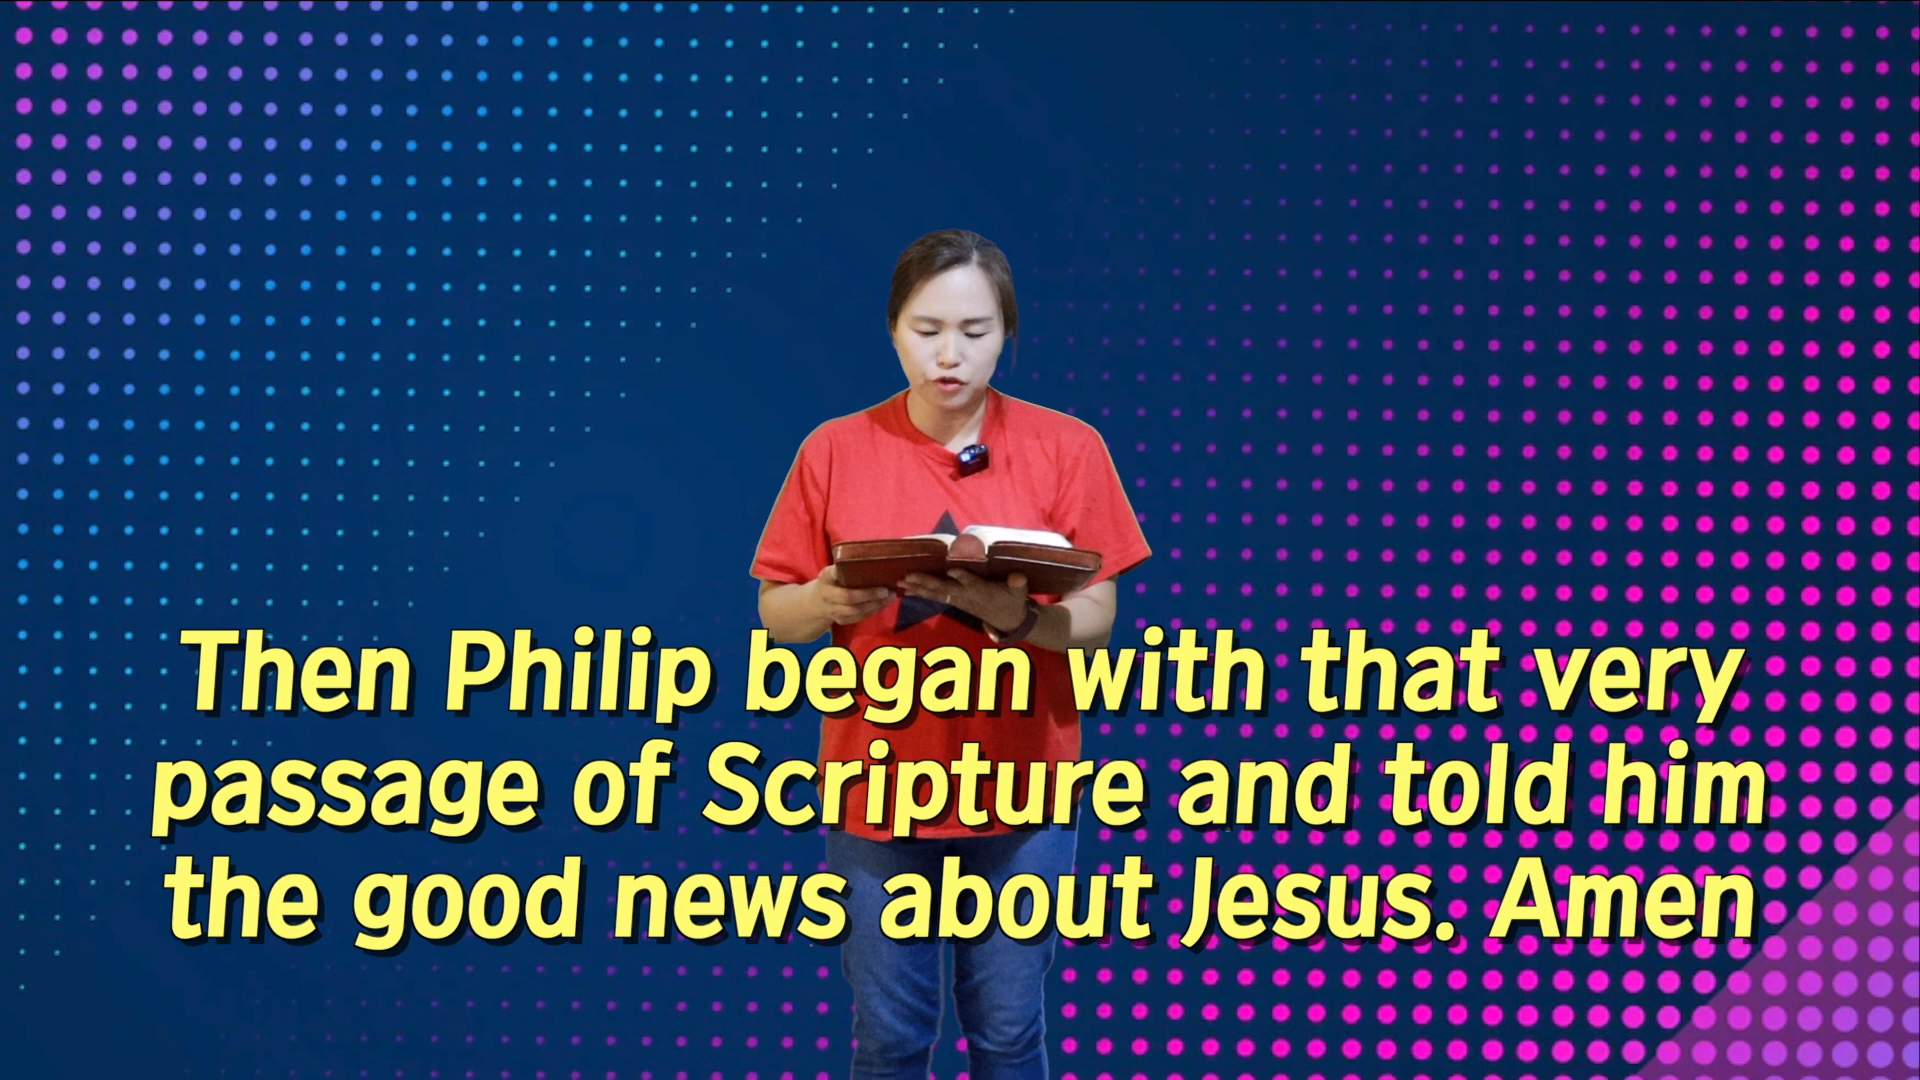 Then Philip began with that very
passage of Scripture and told him
the good news about Jesus. Amen